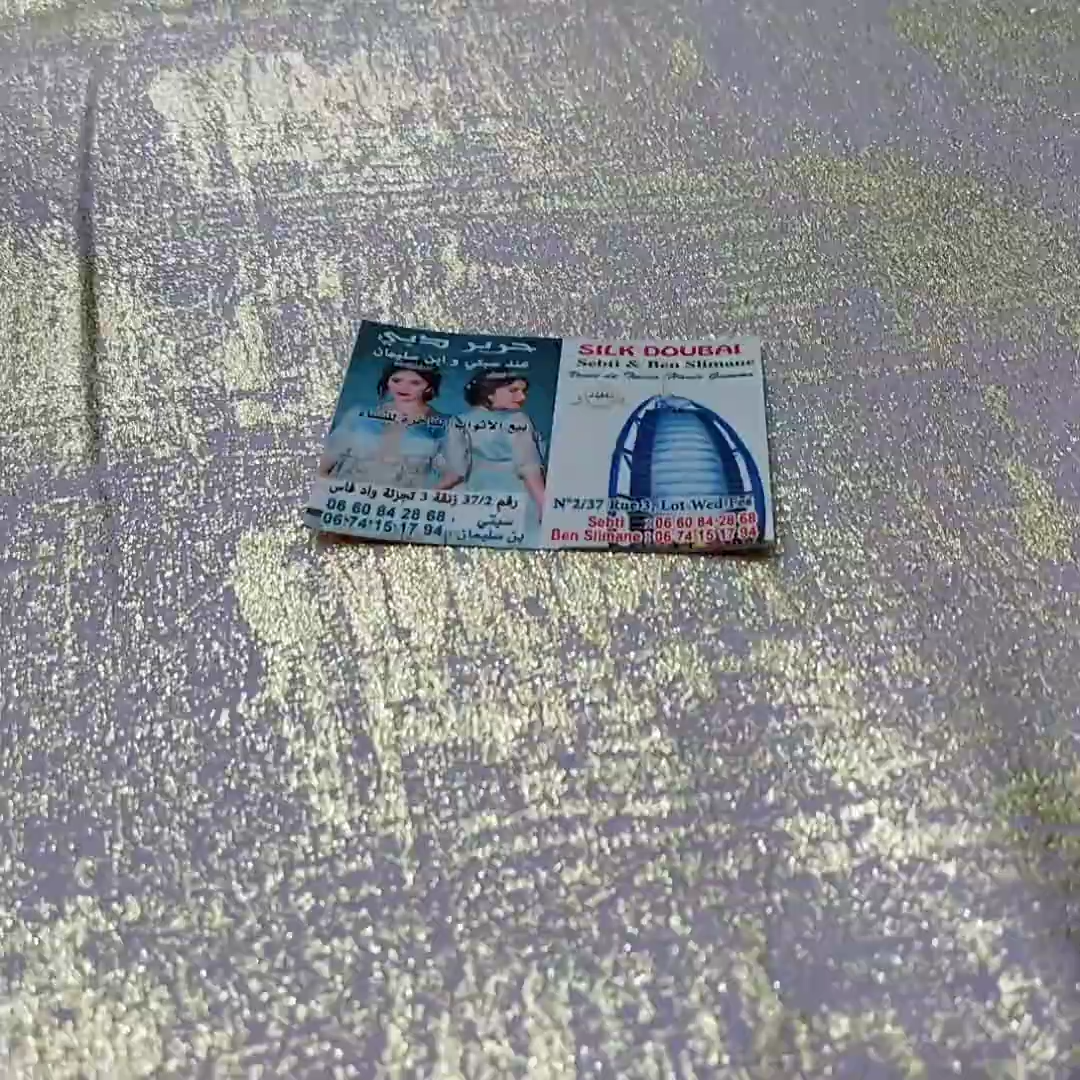 حرير دبي
عند سبتي و ابن سليمان
بيع الاثواب الفاخرة للنساء
رقم 37/2 زنقة 3 تجزئة واد فاس
سبتي : 06 60 84 28 68
بن سليمان : 06 74 15 17 94
SILK DOUBAI
Sebti & Ben Slimane
N°2/37 Rue 3, Lot Wed Fes
Sebti : 06 60 84 28 68
Ben Slimane : 06 74 15 17 94